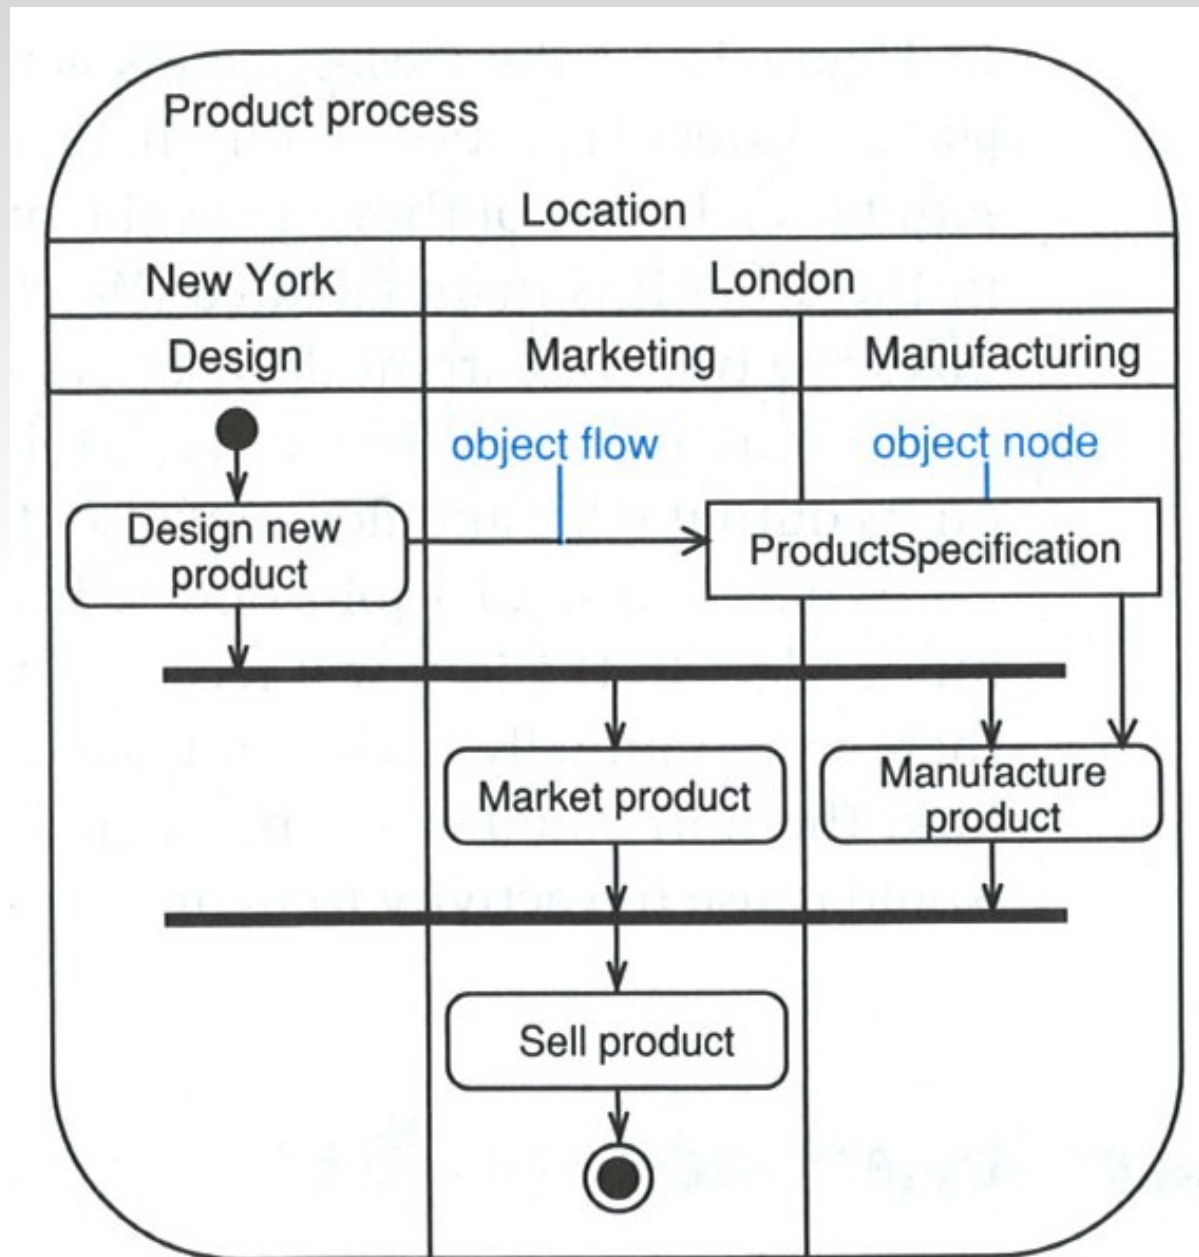 Product process
Location
New York
London
Design
Marketing
Manufacturing
object flow
object node
Design new
product
ProductSpecification
Market product
Manufacture
product
Sell product